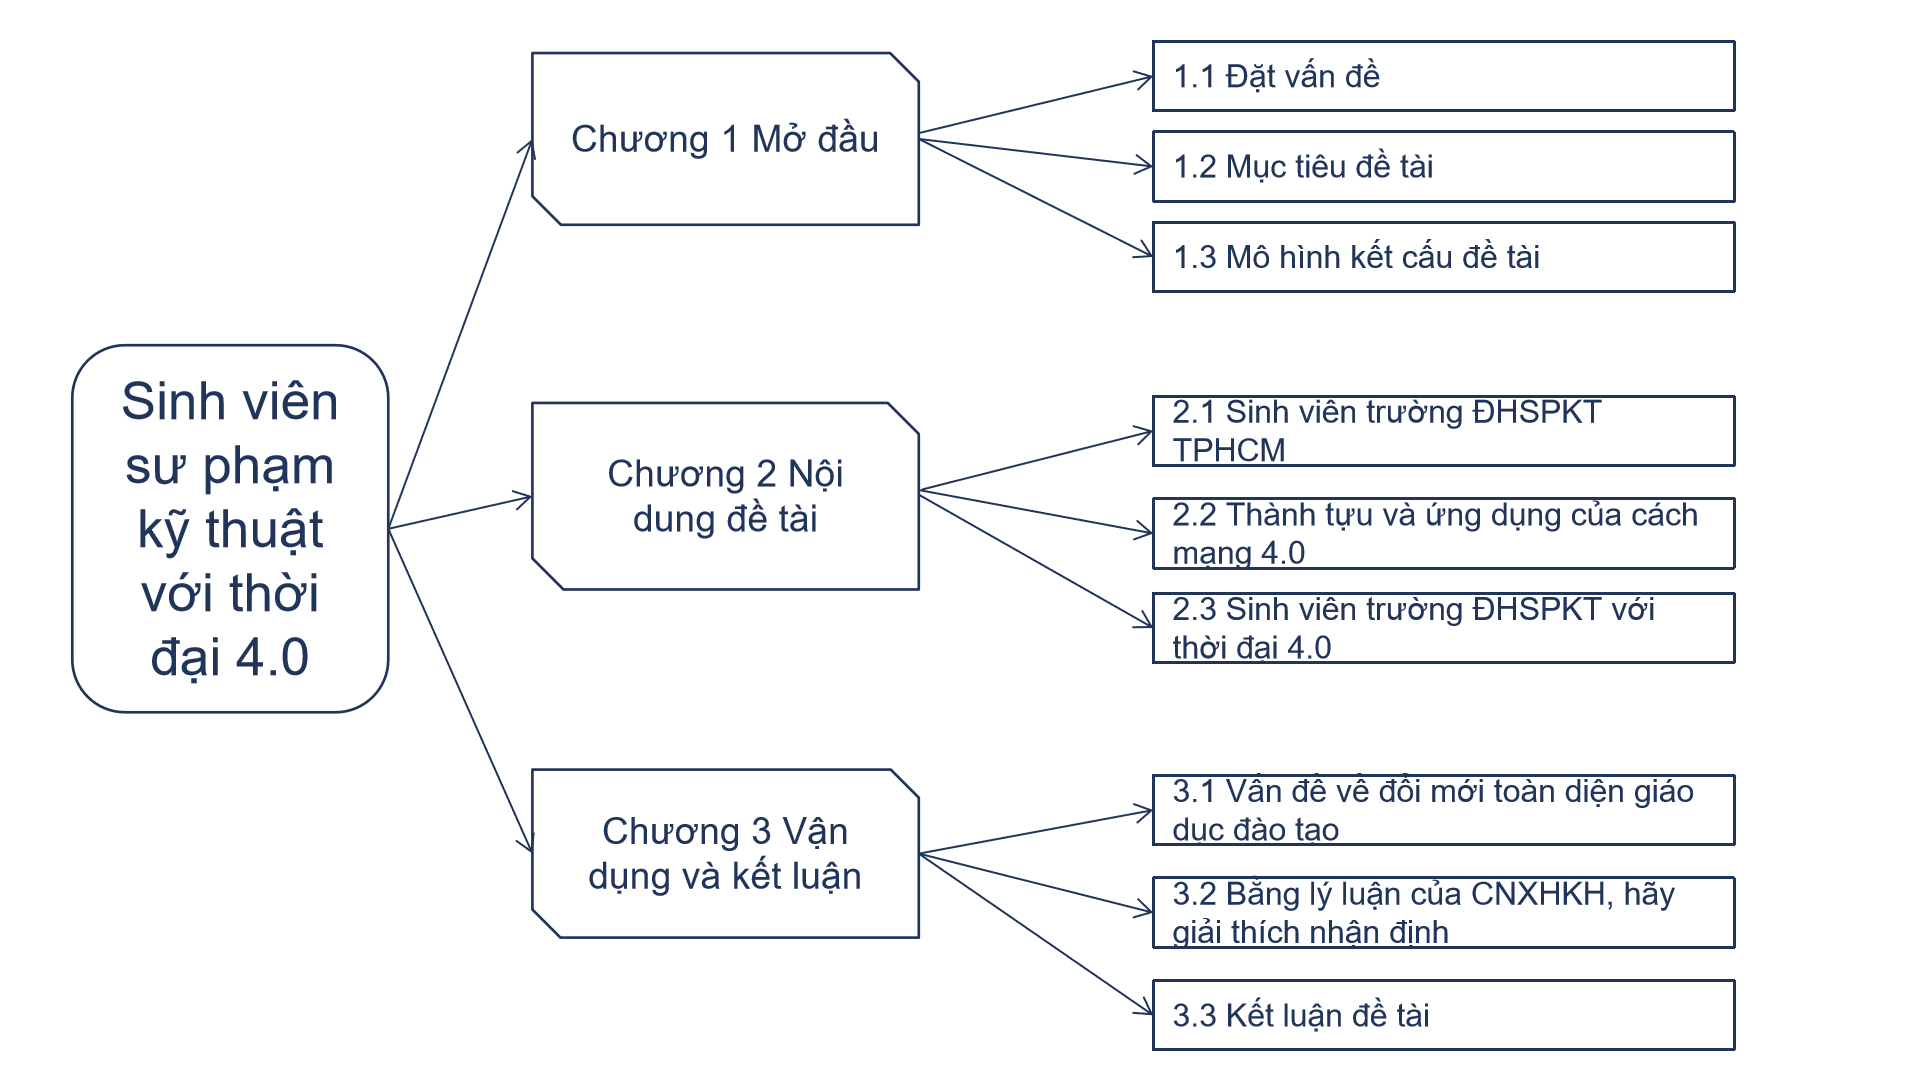 Sinh viên
sư phạm
kỹ thuật
với thời
đại 4.0
Chương 1 Mở đầu
1.1 Đặt vấn đề
1.2 Mục tiêu đề tài
1.3 Mô hình kết cấu đề tài
Chương 2 Nội
dung đề tài
2.1 Sinh viên trường ĐHSPKT
TPHCM
2.2 Thành tựu và ứng dụng của cách
mạng 4.0
2.3 Sinh viên trường ĐHSPKT với
thời đại 4.0
Chương 3 Vận
dụng và kết luận
3.1 Vấn đề về đổi mới toàn diện giáo
dục đào tạo
3.2 Bằng lý luận của CNXHKH, hãy
giải thích nhận định
3.3 Kết luận đề tài